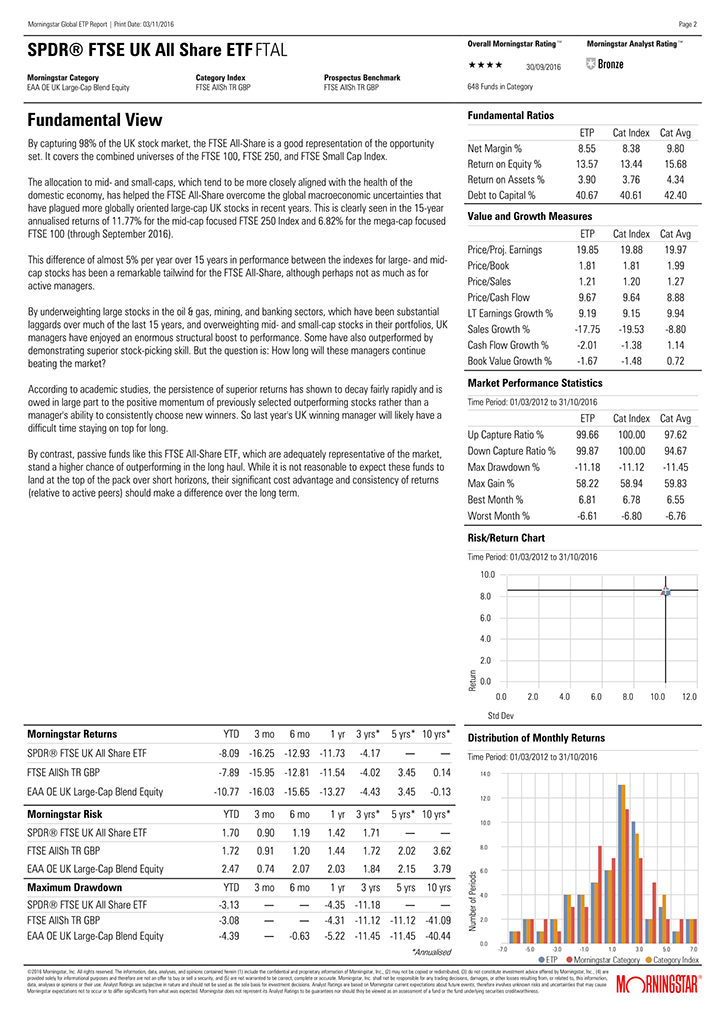 Morningstar Global ETP Report | Print Date: 03/11/2016
Page 2
SPDR® FTSE UK All Share ETF FTAL
Overall Morningstar Rating™
Morningstar Analyst Rating™
★★★★
30/09/2016
Bronze
648 Funds in Category
Morningstar Category
Category Index
Prospectus Benchmark
EAA OE UK Large-Cap Blend Equity
FTSE AllSh TR GBP
FTSE AllSh TR GBP
Fundamental View
By capturing 98% of the UK stock market, the FTSE All-Share is a good representation of the opportunity
set. It covers the combined universes of the FTSE 100, FTSE 250, and FTSE Small Cap Index.
The allocation to mid- and small-caps, which tend to be more closely aligned with the health of the
domestic economy, has helped the FTSE All-Share overcome the global macroeconomic uncertainties that
have plagued more globally oriented large-cap UK stocks in recent years. This is clearly seen in the 15-year
annualised returns of 11.77% for the mid-cap focused FTSE 250 Index and 6.82% for the mega-cap focused
FTSE 100 (through September 2016).
This difference of almost 5% per year over 15 years in performance between the indexes for large- and mid-
cap stocks has been a remarkable tailwind for the FTSE All-Share, although perhaps not as much as for
active managers.
By underweighting large stocks in the oil & gas, mining, and banking sectors, which have been substantial
laggards over much of the last 15 years, and overweighting mid- and small-cap stocks in their portfolios, UK
managers have enjoyed an enormous structural boost to performance. Some have also outperformed by
demonstrating superior stock-picking skill. But the question is: How long will these managers continue
beating the market?
According to academic studies, the persistence of superior returns has shown to decay fairly rapidly and is
owed in large part to the positive momentum of previously selected outperforming stocks rather than a
manager's ability to consistently choose new winners. So last year's UK winning manager will likely have a
difficult time staying on top for long.
By contrast, passive funds like this FTSE All-Share ETF, which are adequately representative of the market,
stand a higher chance of outperforming in the long haul. While it is not reasonable to expect these funds to
land at the top of the pack over short horizons, their significant cost advantage and consistency of returns
(relative to active peers) should make a difference over the long term.
Fundamental Ratios
ETP Cat Index Cat Avg
Net Margin % 8.55 8.38 9.80
Return on Equity % 13.57 13.44 15.68
Return on Assets % 3.90 3.76 4.34
Debt to Capital % 40.67 40.61 42.40
Value and Growth Measures
ETP Cat Index Cat Avg
Price/Proj. Earnings 19.85 19.88 19.97
Price/Book 1.81 1.81 1.99
Price/Sales 1.21 1.20 1.27
Price/Cash Flow 9.67 9.64 8.88
LT Earnings Growth % 9.19 9.15 9.94
Sales Growth % -17.75 -19.53 -8.80
Cash Flow Growth % -2.01 -1.38 1.14
Book Value Growth % -1.67 -1.48 0.72
Market Performance Statistics
Time Period: 01/03/2012 to 31/10/2016
ETP Cat Index Cat Avg
Up Capture Ratio % 99.66 100.00 97.62
Down Capture Ratio % 99.87 100.00 94.67
Max Drawdown % -11.18 -11.12 -11.45
Max Gain % 58.22 58.94 59.83
Best Month % 6.81 6.78 6.55
Worst Month % -6.61 -6.80 -6.76
Risk/Return Chart
Time Period: 01/03/2012 to 31/10/2016
10.0
8.0
6.0
4.0
2.0
0.0
Return
0.0 2.0 4.0 6.0 8.0 10.0 12.0
Std Dev
Morningstar Returns YTD 3 mo 6 mo 1 yr 3 yrs* 5 yrs* 10 yrs*
SPDR® FTSE UK All Share ETF -8.09 -16.25 -12.93 -11.73 -4.17 — —
FTSE AllSh TR GBP -7.89 -15.95 -12.81 -11.54 -4.02 3.45 0.14
EAA OE UK Large-Cap Blend Equity -10.77 -16.03 -15.65 -13.27 -4.43 3.45 -0.13
Morningstar Risk YTD 3 mo 6 mo 1 yr 3 yrs* 5 yrs* 10 yrs*
SPDR® FTSE UK All Share ETF 1.70 0.90 1.19 1.42 1.71 — —
FTSE AllSh TR GBP 1.72 0.91 1.20 1.44 1.72 2.02 3.62
EAA OE UK Large-Cap Blend Equity 2.47 0.74 2.07 2.03 1.84 2.15 3.79
Maximum Drawdown YTD 3 mo 6 mo 1 yr 3 yrs 5 yrs 10 yrs
SPDR® FTSE UK All Share ETF -3.13 — — -4.35 -11.18 — —
FTSE AllSh TR GBP -3.08 — — -4.31 -11.12 -11.12 -41.09
EAA OE UK Large-Cap Blend Equity -4.39 — -0.63 -5.22 -11.45 -11.45 -40.44
*Annualised
Distribution of Monthly Returns
Time Period: 01/03/2012 to 31/10/2016
14.0
12.0
10.0
8.0
6.0
4.0
2.0
0.0
Number of Periods
-7.0 -5.0 -3.0 -1.0 1.0 3.0 5.0 7.0
ETP Morningstar Category Category Index
©2016 Morningstar, Inc. All rights reserved. The information, data, analyses, and opinions contained herein (1) include the confidential and proprietary information of Morningstar, Inc., (2) may not be copied or redistributed, (3) do not constitute investment advice offered by Morningstar, Inc., (4) are
provided solely for informational purposes and therefore are not an offer to buy or sell a security, and (5) are not warranted to be correct, complete or accurate. Morningstar, Inc. shall not be responsible for any trading decisions, damages, or other losses resulting from, or related to, this information,
data, analyses or opinions or their use. Analyst Ratings are subjective in nature and should not be used as the sole basis for investment decisions. Analyst Ratings are based on Morningstar current expectations about future events; therefore involves unknown risks and uncertainties that may cause
Morningstar expectations not to occur or to differ significantly from what was expected. Morningstar does not represent its Analyst Ratings to be guarantees nor should they be viewed as an assessment of a fund or the fund underlying securities creditworthiness.
MORNINGSTAR®